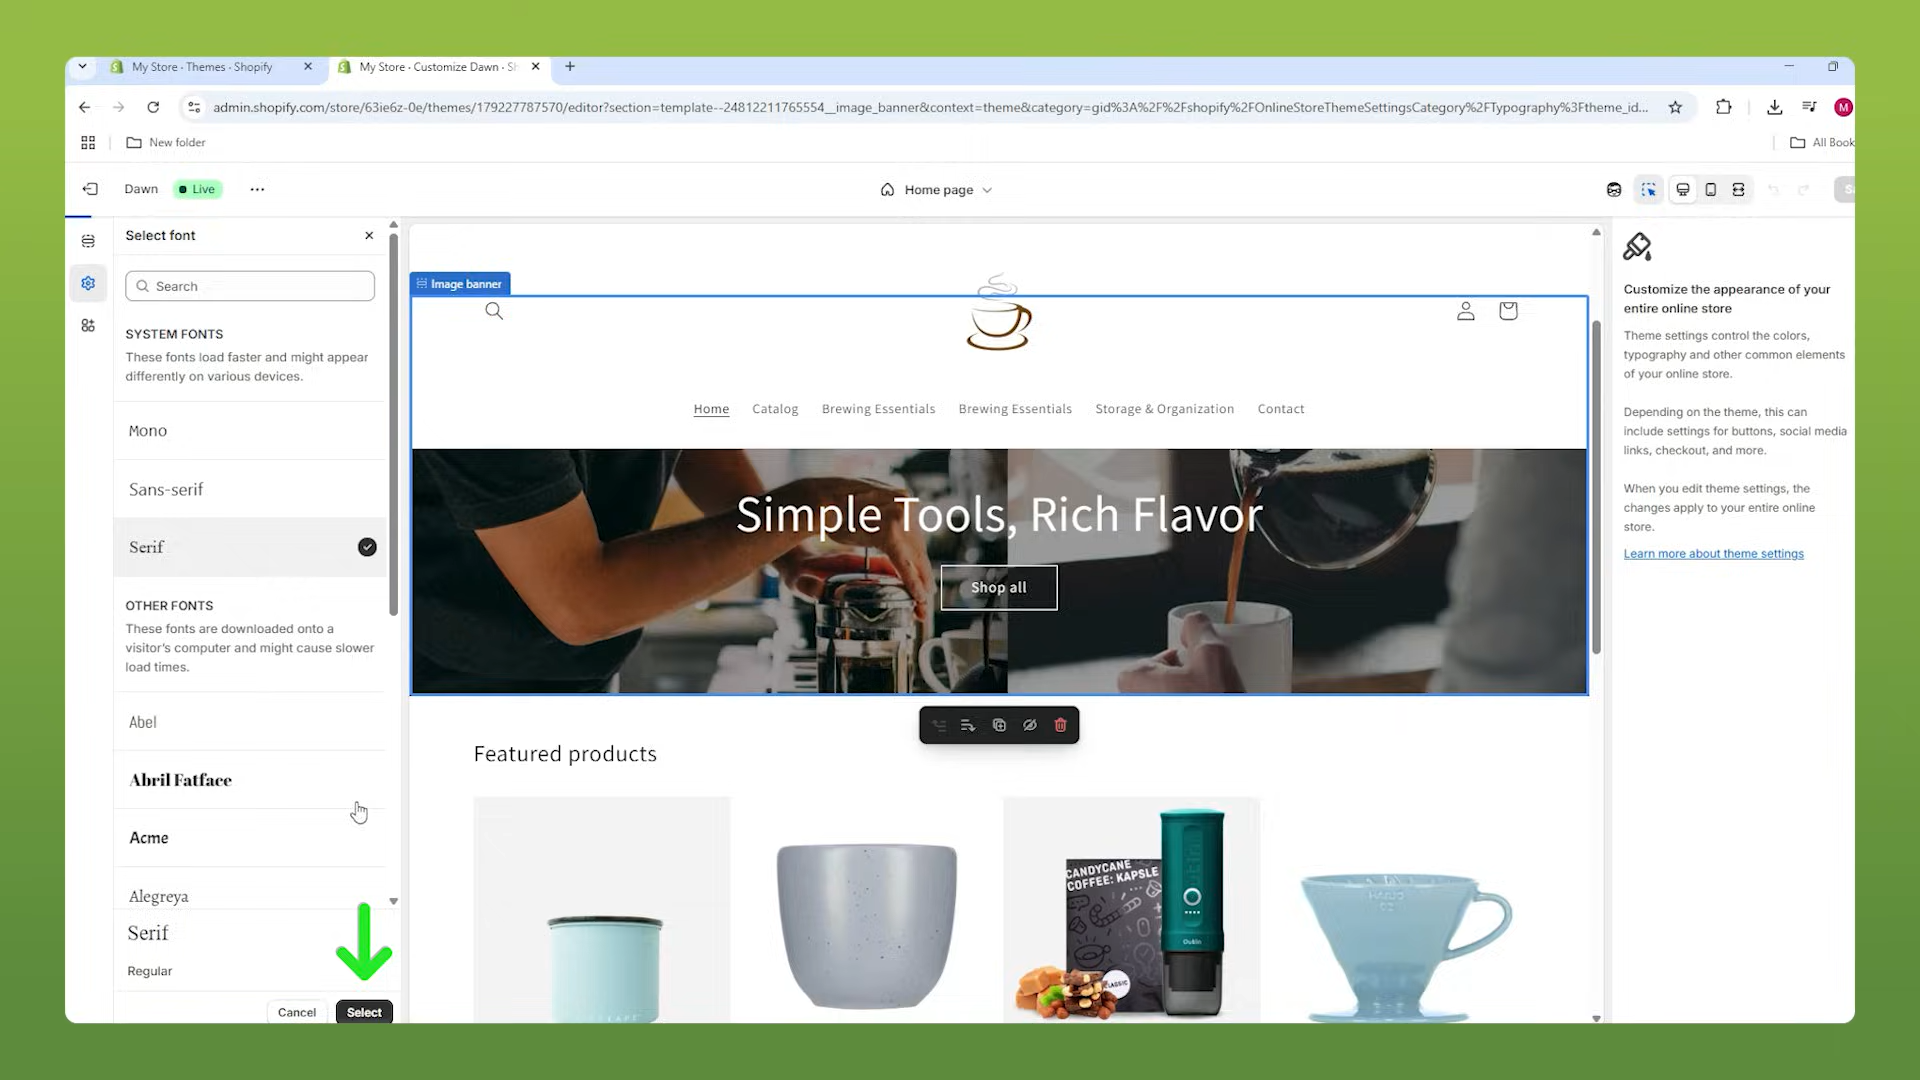 My Store · Themes · Shopify
My Store · Customize Dawn · Sh
admin.shopify.com/store/63ie6z-0e/themes/179227787570/editor?section=template--24812211765554__image_banner&context=theme&category=gid%3A%2F%2Fshopify%2FOnlineStoreThemeSettingsCategory%2FTypography%3Ftheme_id...
M
New folder
All Book
Dawn
Live
Home page
Select font
Search
SYSTEM FONTS
These fonts load faster and might appear
differently on various devices.
Mono
Sans-serif
Serif
OTHER FONTS
These fonts are downloaded onto a
visitor's computer and might cause slower
load times.
Abel
Abril Fatface
Acme
Alegreya
Serif
Regular
Cancel
Select
Image banner
Home
Catalog
Brewing Essentials
Brewing Essentials
Storage & Organization
Contact
Simple Tools, Rich Flavor
Shop all
Featured products
CANDYCANE
COFFEE: KAPSLE
CLASSIC
OutIn
HARIO
Customize the appearance of your
entire online store
Theme settings control the colors,
typography and other common elements
of your online store.
Depending on the theme, this can
include settings for buttons, social media
links, checkout, and more.
When you edit theme settings, the
changes apply to your entire online
store.
Learn more about theme settings